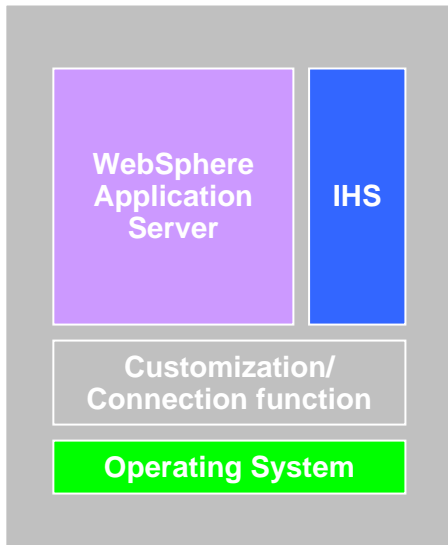 WebSphere
Application
Server
IHS
Customization/
Connection function
Operating System